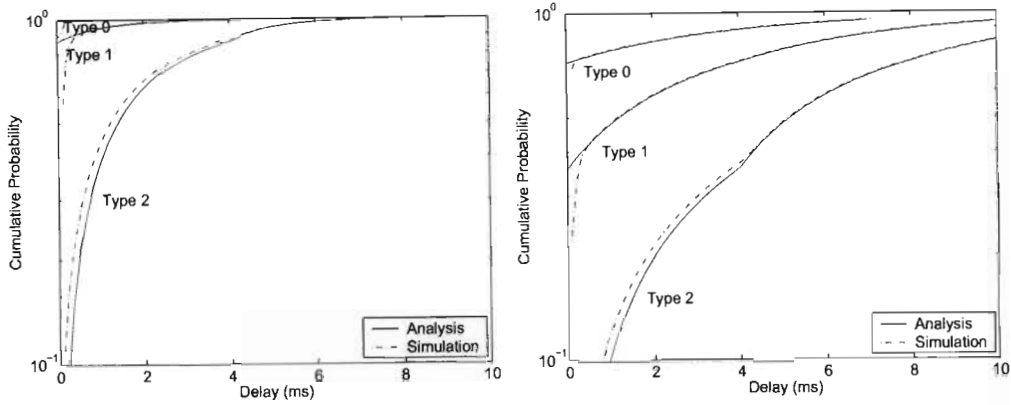 10^0
Type 0
Type 1
Type 2
Cumulative Probability
10^-1
0 2 4 6 8 10
Delay (ms)
Analysis
Simulation
10^0
Type 0
Type 1
Type 2
Cumulative Probability
10^-1
0 2 4 6 8 10
Delay (ms)
Analysis
Simulation